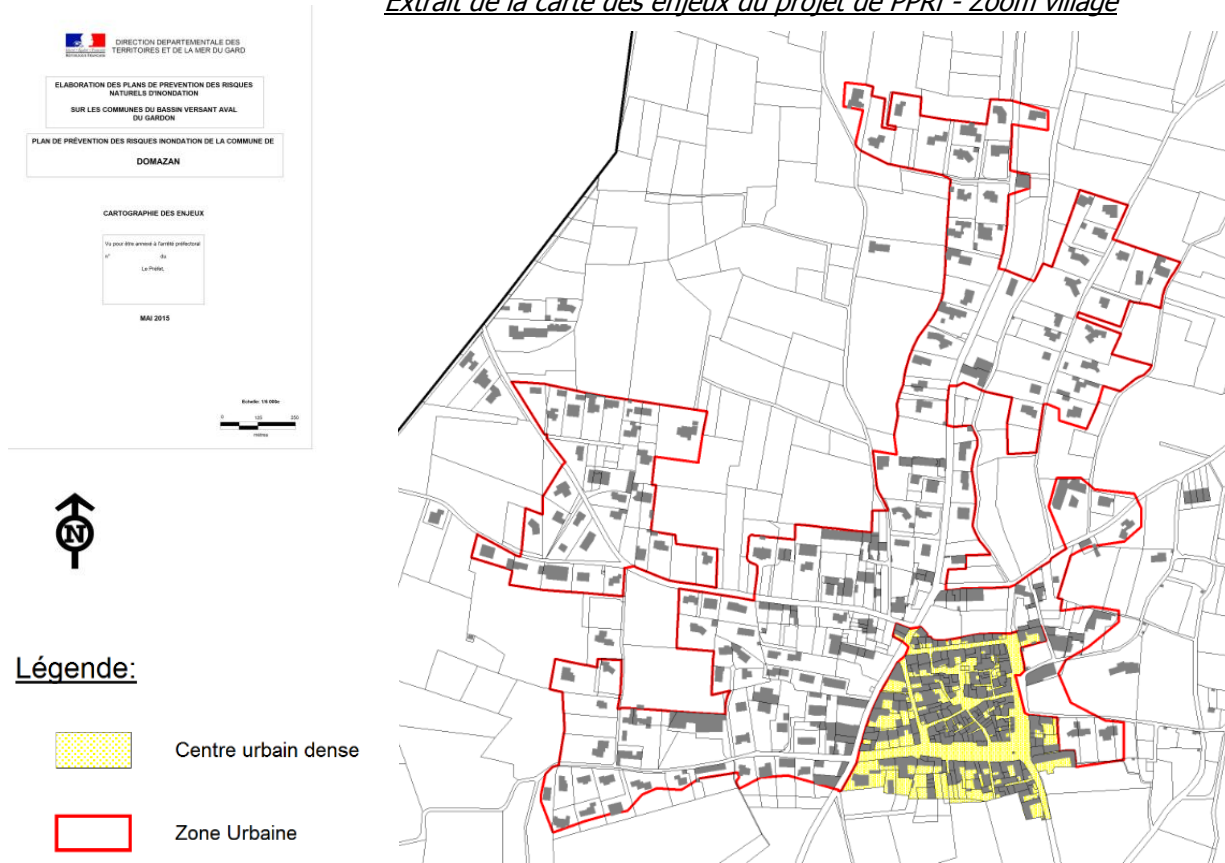 Extrait de la carte des enjeux du projet de PPRI - Zoom village
DIRECTION DEPARTEMENTALE DES
TERRITOIRES ET DE LA MER DU GARD
ELABORATION DES PLANS DE PREVENTION DES RISQUES
NATURELS D'INONDATION
SUR LES COMMUNES DU BASSIN VERSANT AVAL
DU GARDON
PLAN DE PRÉVENTION DES RISQUES INONDATION DE LA COMMUNE DE
DOMAZAN
CARTOGRAPHIE DES ENJEUX
Vu pour être annexé à l'arrêté préfectoral
n° du
Le Préfet,
MAI 2015
0 125 250
mètres
N
Légende:
Centre urbain dense
Zone Urbaine